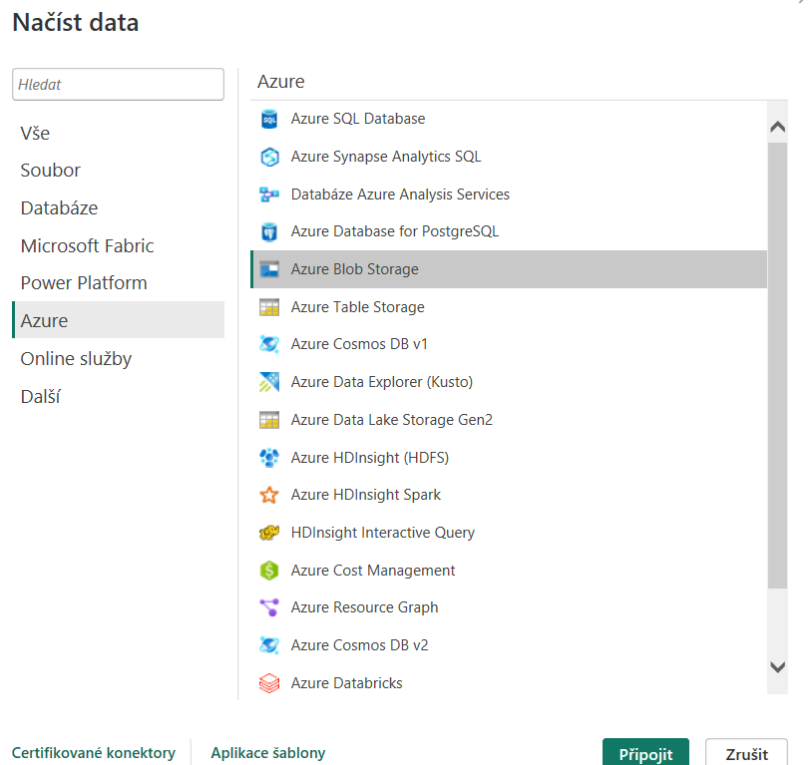 Načíst data
Hledat
Vše
Soubor
Databáze
Microsoft Fabric
Power Platform
Azure
Online služby
Další
Azure
Azure SQL Database
Azure Synapse Analytics SQL
Databáze Azure Analysis Services
Azure Database for PostgreSQL
Azure Blob Storage
Azure Table Storage
Azure Cosmos DB v1
Azure Data Explorer (Kusto)
Azure Data Lake Storage Gen2
Azure HDInsight (HDFS)
Azure HDInsight Spark
HDInsight Interactive Query
Azure Cost Management
Azure Resource Graph
Azure Cosmos DB v2
Azure Databricks
Certifikované konektory
Aplikace šablony
Připojit
Zrušit